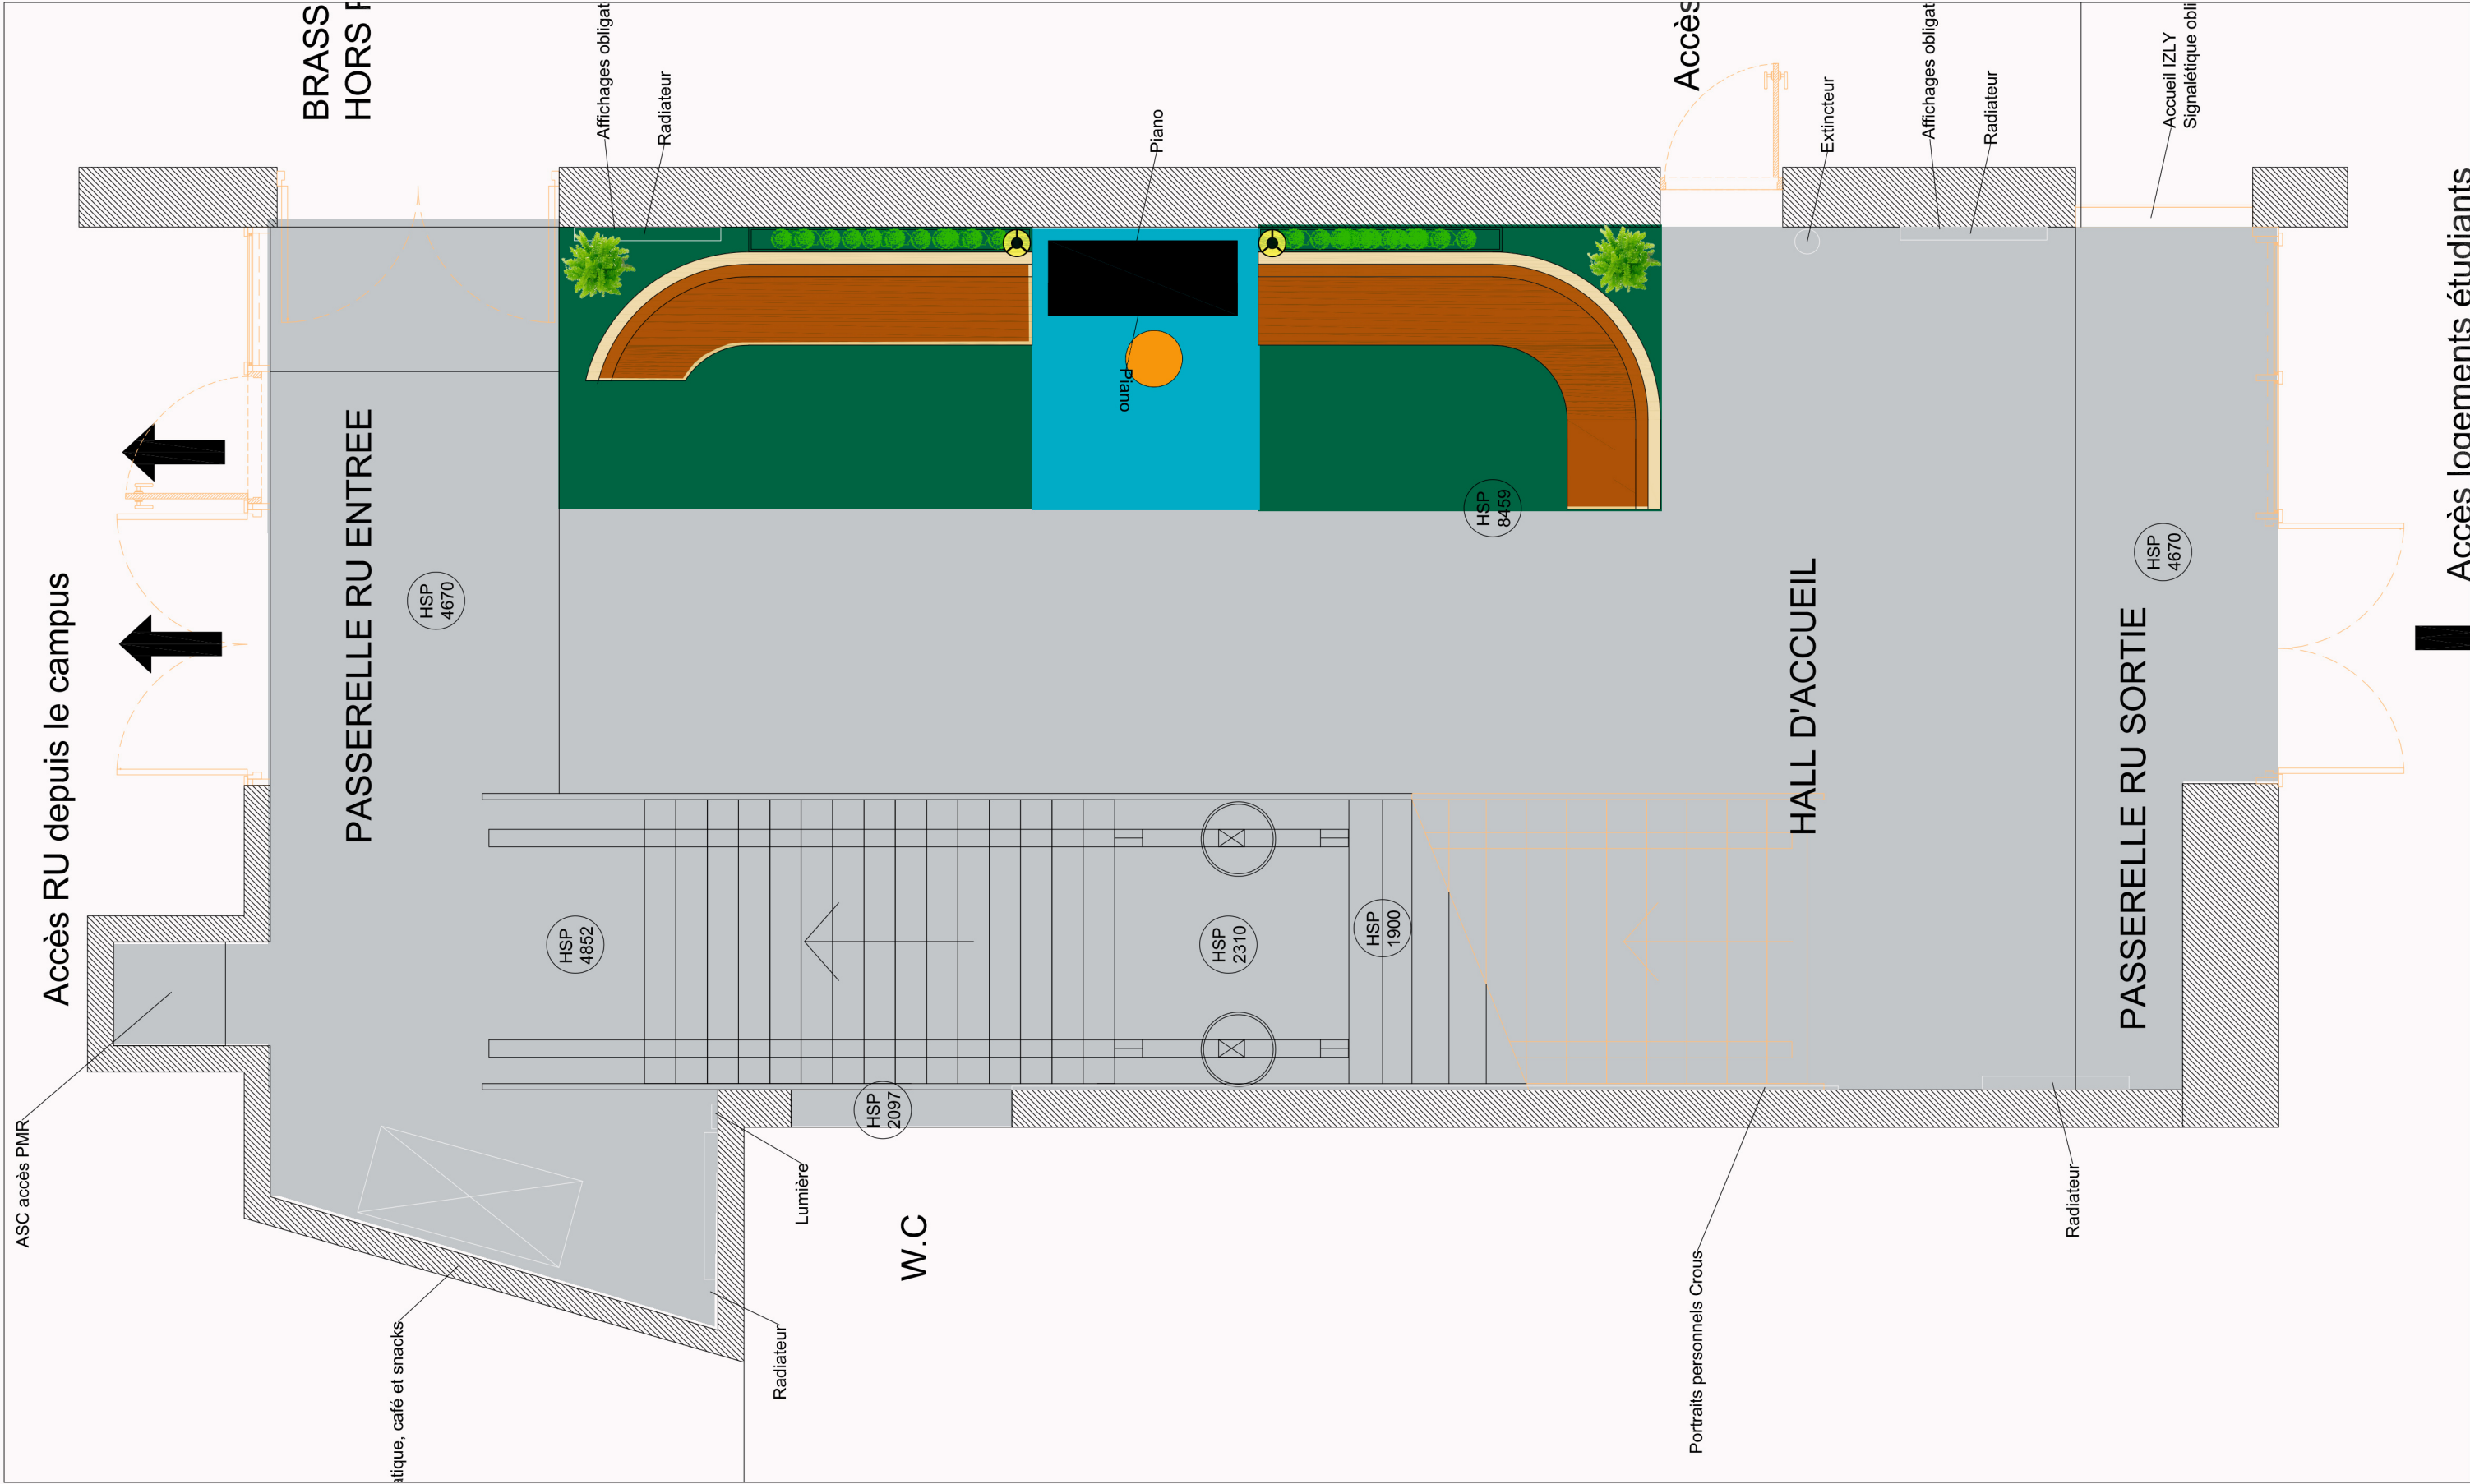 BRASS
HORS
Affichages obligat
Radiateur
Piano
Accès
Extincteur
Affichages obligat
Radiateur
Accueil IZLY
Signalétique obli
Accès logements étudiants
Piano
PASSERELLE RU ENTREE
HSP
4670
HSP
8459
HSP
4670
Accès RU depuis le campus
HALL D'ACCUEIL
PASSERELLE RU SORTIE
HSP
4852
HSP
2310
HSP
1900
HSP
2097
ASC accès PMR
Lumière
W.C
Radiateur
Radiateur
Portraits personnels Crous
atique, café et snacks